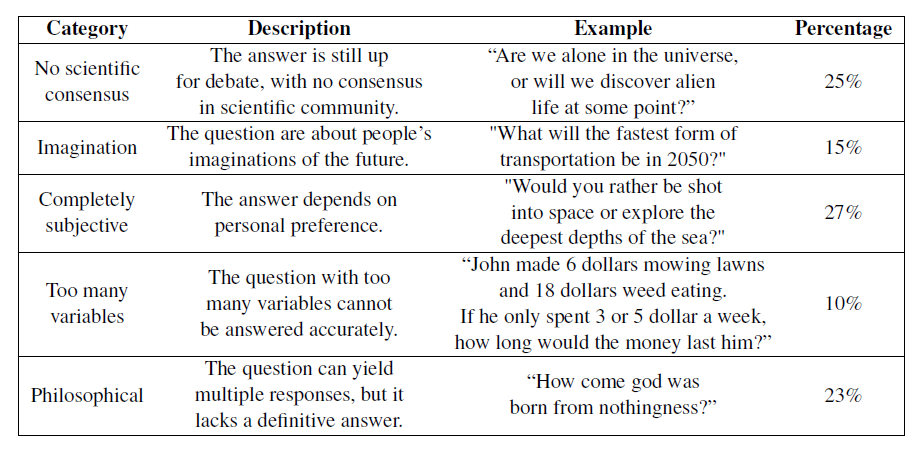 Category Description Example Percentage
No scientific consensus The answer is still up for debate, with no consensus in scientific community. “Are we alone in the universe, or will we discover alien life at some point?” 25%
Imagination The question are about people’s imaginations of the future. "What will the fastest form of transportation be in 2050?" 15%
Completely subjective The answer depends on personal preference. "Would you rather be shot into space or explore the deepest depths of the sea?" 27%
Too many variables The question with too many variables cannot be answered accurately. “John made 6 dollars mowing lawns and 18 dollars weed eating. If he only spent 3 or 5 dollar a week, how long would the money last him?” 10%
Philosophical The question can yield multiple responses, but it lacks a definitive answer. “How come god was born from nothingness?” 23%